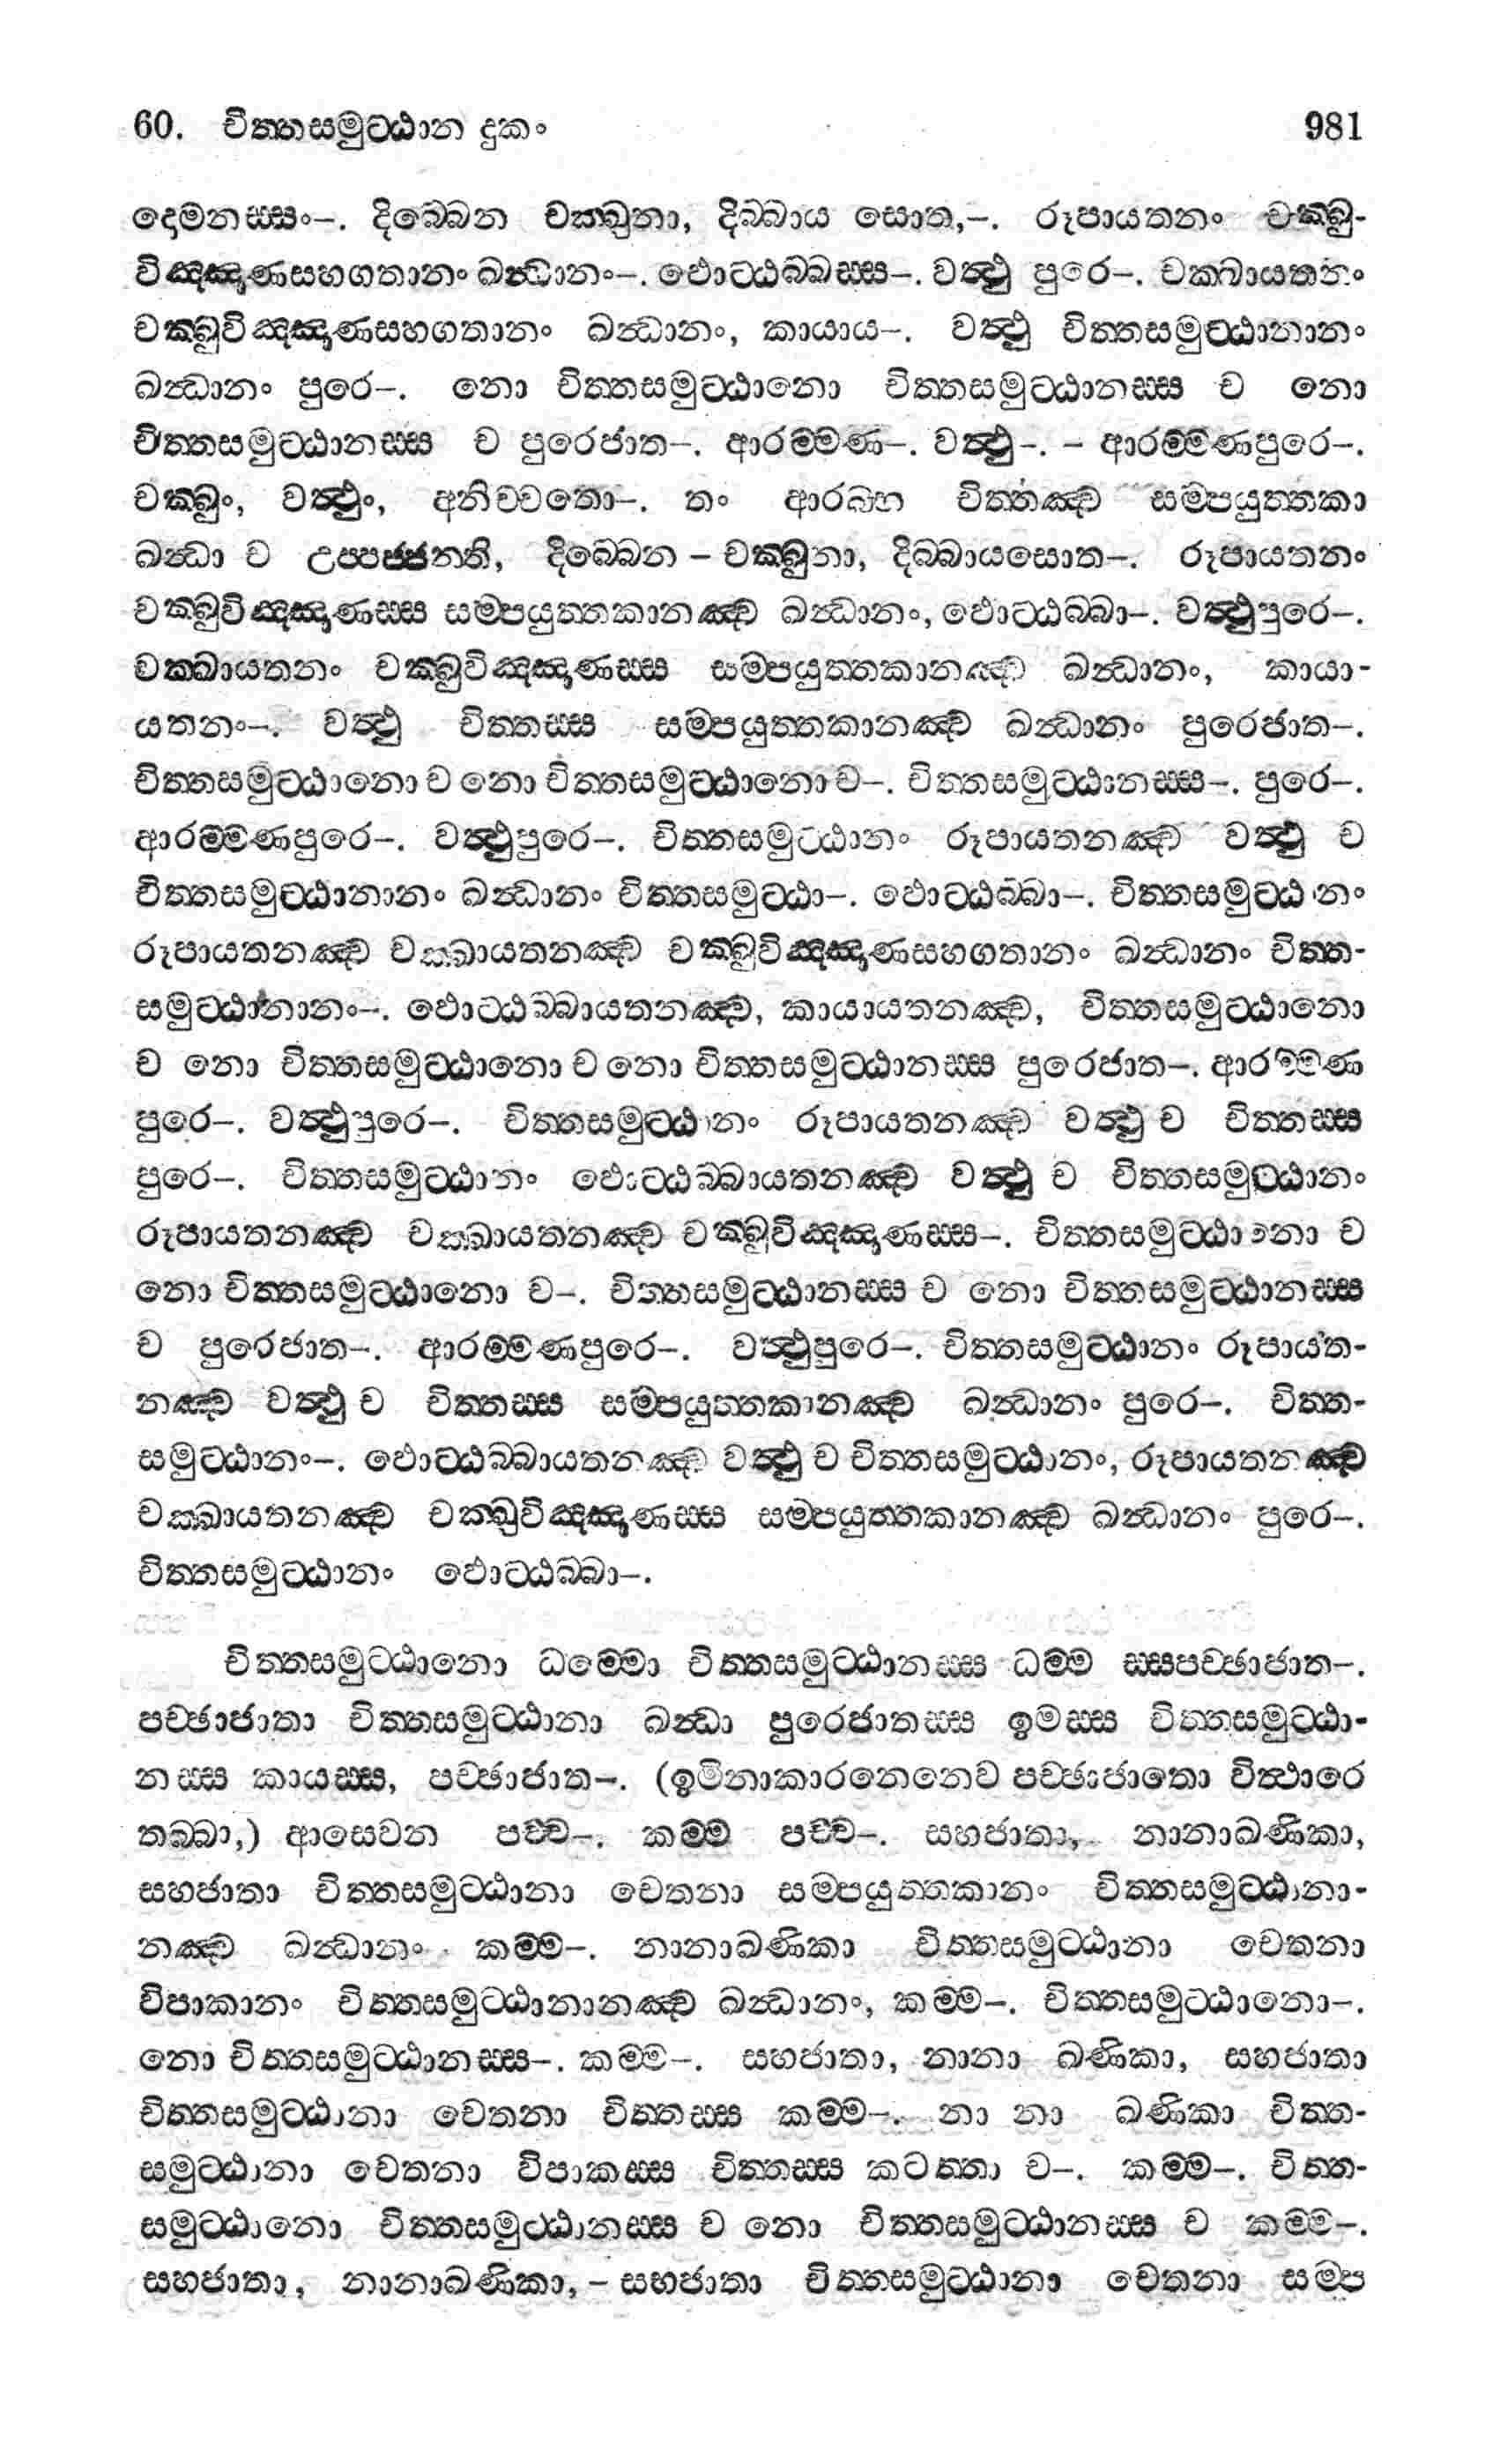 60. චිත්තසමුට්ඨාන දුකං 981
දොමනස්සං–. දිබ්බෙන චක්ඛුනා, දිබ්බාය සොත,–. රූපායතනං චක්ඛු-
විඤ්ඤාණසහගතානං ඛන්ධානං–. ඵොට්ඨබ්බස්ස–. වත්ථු පුරෙ–. චක්ඛායතනං
චක්ඛුවිඤ්ඤාණසහගතානං ඛන්ධානං, කායාය–. වත්ථු චිත්තසමුට්ඨානානං
ඛන්ධානං පුරෙ–. නො චිත්තසමුට්ඨානො චිත්තසමුට්ඨානස්ස ච නො
චිත්තසමුට්ඨානස්ස ච පුරෙජාත–. ආරම්මණ–. වත්ථු–. – ආරම්මණපුරෙ–.
චක්ඛුං, වත්ථුං, අනිච්චතො–. තං ආරබ්භ චිත්තඤ්ච සම්පයුත්තකා
ඛන්ධා ච උප්පජ්ජන්ති, දිබ්බෙන – චක්ඛුනා, දිබ්බායසොත–. රූපායතනං
චක්ඛුවිඤ්ඤාණස්ස සම්පයුත්තකානඤ්ච ඛන්ධානං, ඵොට්ඨබ්බා–. වත්ථුපුරෙ–.
චක්ඛායතනං චක්ඛුවිඤ්ඤාණස්ස සම්පයුත්තකානඤ්ච ඛන්ධානං, කායා-
යතනං–. වත්ථු චිත්තස්ස සම්පයුත්තකානඤ්ච ඛන්ධානං පුරෙජාත–.
චිත්තසමුට්ඨානො ච නො චිත්තසමුට්ඨානො ච–. චිත්තසමුට්ඨානස්ස–. පුරෙ–.
ආරම්මණපුරෙ–. වත්ථුපුරෙ–. චිත්තසමුට්ඨානං රූපායතනඤ්ච වත්ථු ච
චිත්තසමුට්ඨානානං ඛන්ධානං චිත්තසමුට්ඨා–. ඵොට්ඨබ්බා–. චිත්තසමුට්ඨානං
රූපායතනඤ්ච චක්ඛායතනඤ්ච චක්ඛුවිඤ්ඤාණසහගතානං ඛන්ධානං චිත්ත-
සමුට්ඨානානං–. ඵොට්ඨබ්බායතනඤ්ච, කායායතනඤ්ච, චිත්තසමුට්ඨානො
ච නො චිත්තසමුට්ඨානො ච නො චිත්තසමුට්ඨානස්ස පුරෙජාත–. ආරම්මණ
පුරෙ–. වත්ථුපුරෙ–. චිත්තසමුට්ඨානං රූපායතනඤ්ච වත්ථු ච චිත්තස්ස
පුරෙ–. චිත්තසමුට්ඨානං ඵොට්ඨබ්බායතනඤ්ච වත්ථු ච චිත්තසමුට්ඨානං
රූපායතනඤ්ච චක්ඛායතනඤ්ච චක්ඛුවිඤ්ඤාණස්ස–. චිත්තසමුට්ඨානො ච
නො චිත්තසමුට්ඨානො ච–. චිත්තසමුට්ඨානස්ස ච නො චිත්තසමුට්ඨානස්ස
ච පුරෙජාත–. ආරම්මණපුරෙ–. වත්ථුපුරෙ–. චිත්තසමුට්ඨානං රූපායත-
නඤ්ච වත්ථු ච චිත්තස්ස සම්පයුත්තකානඤ්ච ඛන්ධානං පුරෙ–. චිත්ත-
සමුට්ඨානං–. ඵොට්ඨබ්බායතනඤ්ච වත්ථු ච චිත්තසමුට්ඨානං, රූපායතනඤ්ච
චක්ඛායතනඤ්ච චක්ඛුවිඤ්ඤාණස්ස සම්පයුත්තකානඤ්ච ඛන්ධානං පුරෙ–.
චිත්තසමුට්ඨානං ඵොට්ඨබ්බා–.
චිත්තසමුට්ඨානො ධම්මො චිත්තසමුට්ඨානස්ස ධම්ම ස්සපච්ඡාජාත–.
පච්ඡාජාතා චිත්තසමුට්ඨානා ඛන්ධා පුරෙජාතස්ස ඉමස්ස චිත්තසමුට්ඨා-
නස්ස කායස්ස, පච්ඡාජාත–. (ඉමිනාකාරනෙනෙව පච්ඡාජාතො විත්ථාරෙ
තබ්බා,) ආසෙවන පච්ච–. කම්ම පච්ච–. සහජාතා, නානාඛණිකා,
සහජාතා චිත්තසමුට්ඨානා චෙතනා සම්පයුත්තකානං චිත්තසමුට්ඨානා-
නඤ්ච ඛන්ධානං කම්ම–. නානාඛණිකා චිත්තසමුට්ඨානා චෙතනා
විපාකානං චිත්තසමුට්ඨානානඤ්ච ඛන්ධානං, කම්ම–. චිත්තසමුට්ඨානො–.
නො චිත්තසමුට්ඨානස්ස–. කම්ම–. සහජාතා, නානා ඛණිකා, සහජාතා
චිත්තසමුට්ඨානා චෙතනා චිත්තස්ස කම්ම–. නා නා ඛණිකා චිත්ත-
සමුට්ඨානා චෙතනා විපාකස්ස චිත්තස්ස කටත්තා ච–. කම්ම–. චිත්ත-
සමුට්ඨානො චිත්තසමුට්ඨානස්ස ච නො චිත්තසමුට්ඨානස්ස ච කම්ම–.
සහජාතා, නානාඛණිකා, – සහජාතා චිත්තසමුට්ඨානා චෙතනා සම්ප